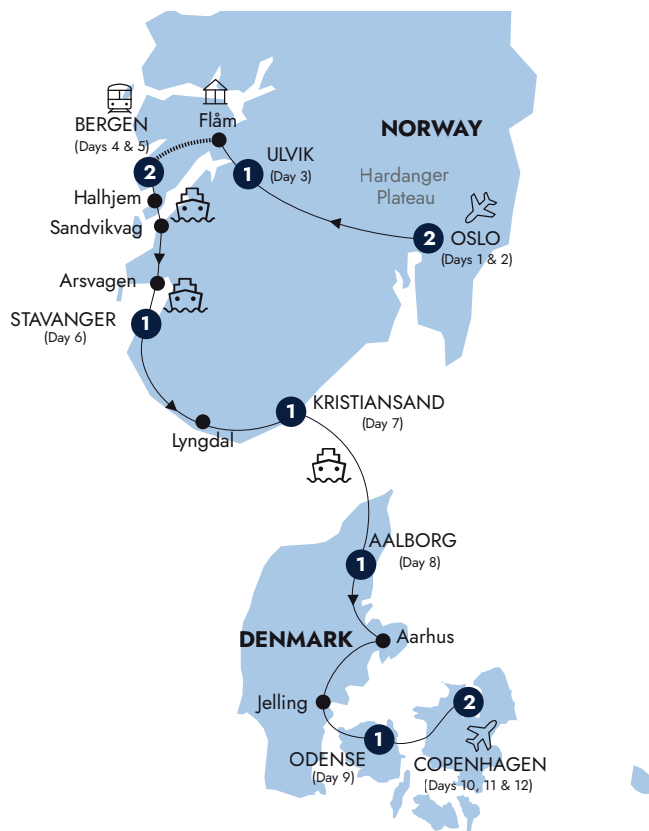 Flåm
BERGEN
(Days 4 & 5)
NORWAY
ULVIK
(Day 3)
2
1
Hardanger
Plateau
Halhjem
Sandvikvag
2
OSLO
(Days 1 & 2)
Arsvagen
STAVANGER
(Day 6)
1
1
KRISTIANSAND
(Day 7)
Lyngdal
AALBORG
(Day 8)
1
DENMARK
Aarhus
Jelling
2
1
ODENSE
(Day 9)
COPENHAGEN
(Days 10, 11 & 12)